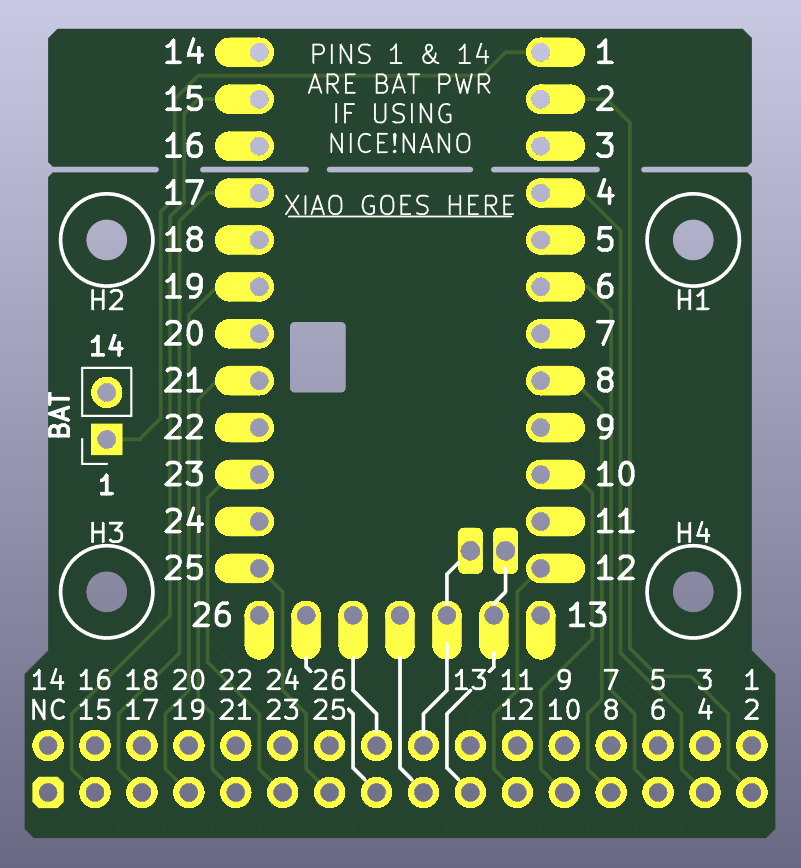 14 PINS 1 & 14 1
ARE BAT PWR
15 2
IF USING
16 NICE!NANO 3
17 4
XIAO GOES HERE
18 5
H2 19 6 H1
20 7
14
21 8
BAT
22 9
1 23 10
24 11
H3 H4
25 12
26 13
14 16 18 20 22 24 26 13 11 9 7 5 3 1
NC 15 17 19 21 23 25 12 10 8 6 4 2